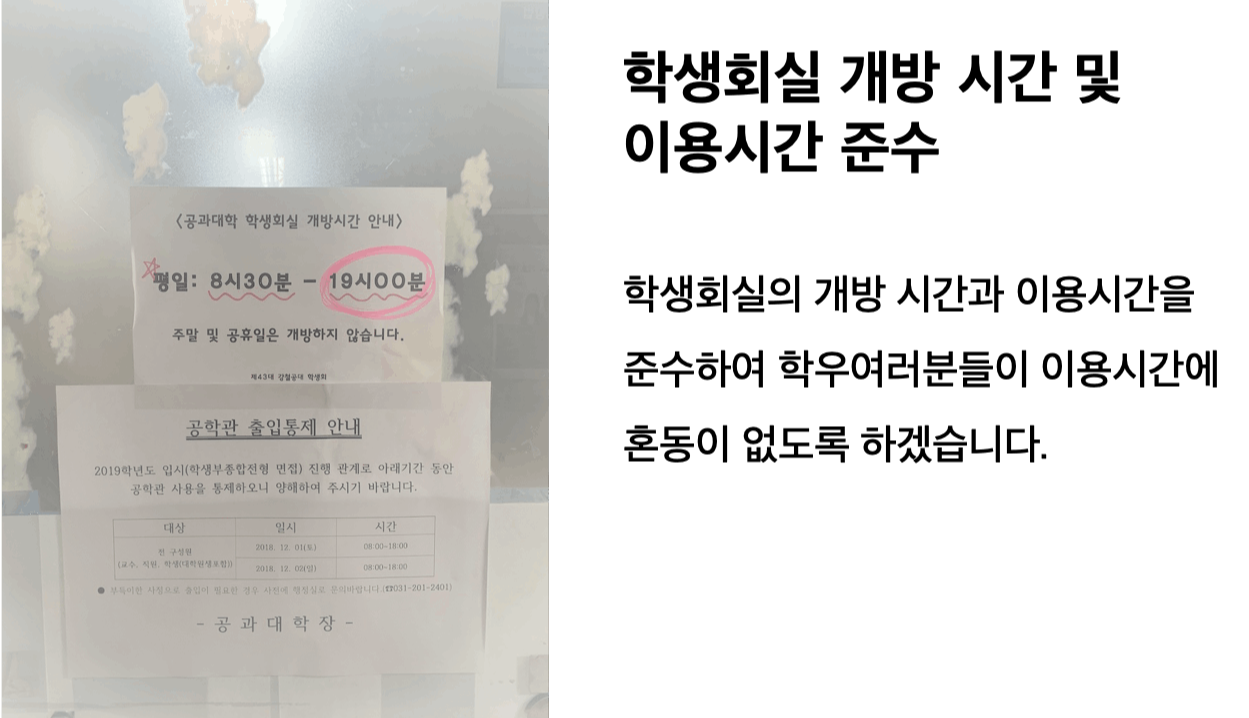 학생회실 개방 시간 및
이용시간 준수
학생회실의 개방 시간과 이용시간을
준수하여 학우여러분들이 이용시간에
혼동이 없도록 하겠습니다.
〈공과대학 학생회실 개방시간 안내〉
평일: 8시30분 - 19시00분
주말 및 공휴일은 개방하지 않습니다.
제43대 강철공대 학생회
공학관 출입통제 안내
2019학년도 입시(학생부종합전형 면접) 진행 관계로 아래기간 동안
공학관 사용을 통제하오니 양해하여 주시기 바랍니다.
대상 일시 시간
전 구성원
(교수, 직원, 학생(대학원생포함))
2018. 12. 01(토) 08:00~18:00
2018. 12. 02(일) 08:00~18:00
● 부득이한 사정으로 출입이 필요한 경우 사전에 행정실로 문의바랍니다.(☎031-201-2401)
- 공 과 대 학 장 -